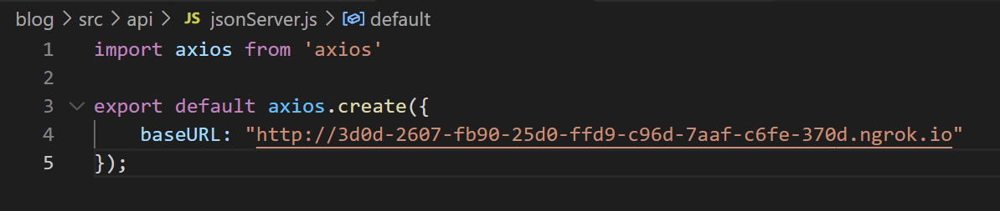 blog > src > api > JS jsonServer.js > default
1 import axios from 'axios'
2
3 export default axios.create({
4 baseURL: "http://3d0d-2607-fb90-25d0-ffd9-c96d-7aaf-c6fe-370d.ngrok.io"
5 });